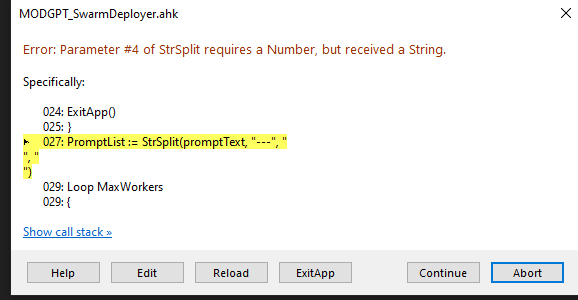 MODGPT_SwarmDeployer.ahk
Error: Parameter #4 of StrSplit requires a Number, but received a String.
Specifically:
024: ExitApp()
025: }
027: PromptList := StrSplit(promptText, "---", "
", "
")
029: Loop MaxWorkers
029: {
Show call stack »
Help Edit Reload ExitApp Continue Abort